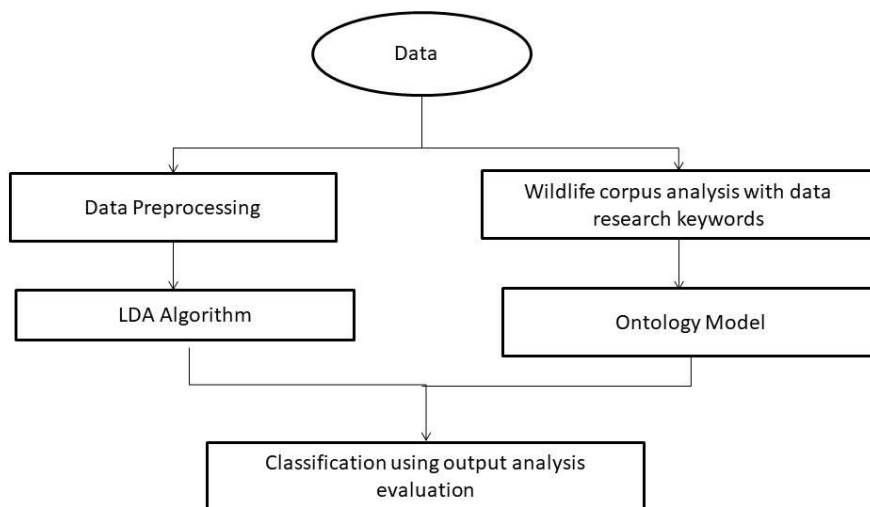 Data
Data Preprocessing
Wildlife corpus analysis with data
research keywords
LDA Algorithm
Ontology Model
Classification using output analysis
evaluation